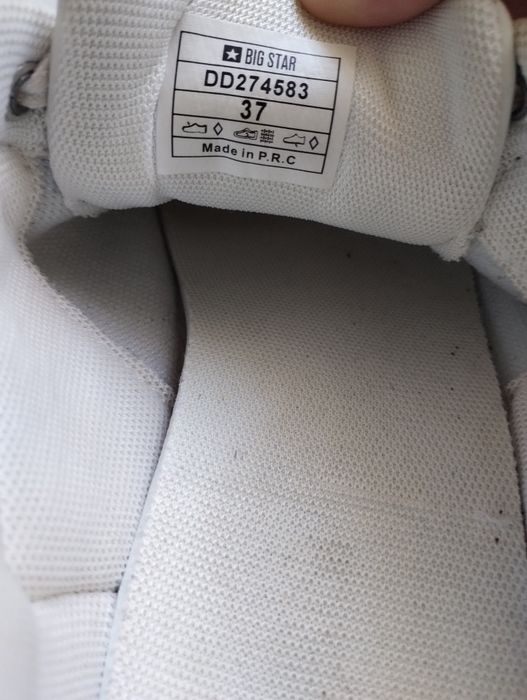 BIG STAR
DD274583
37
Made in P.R.C